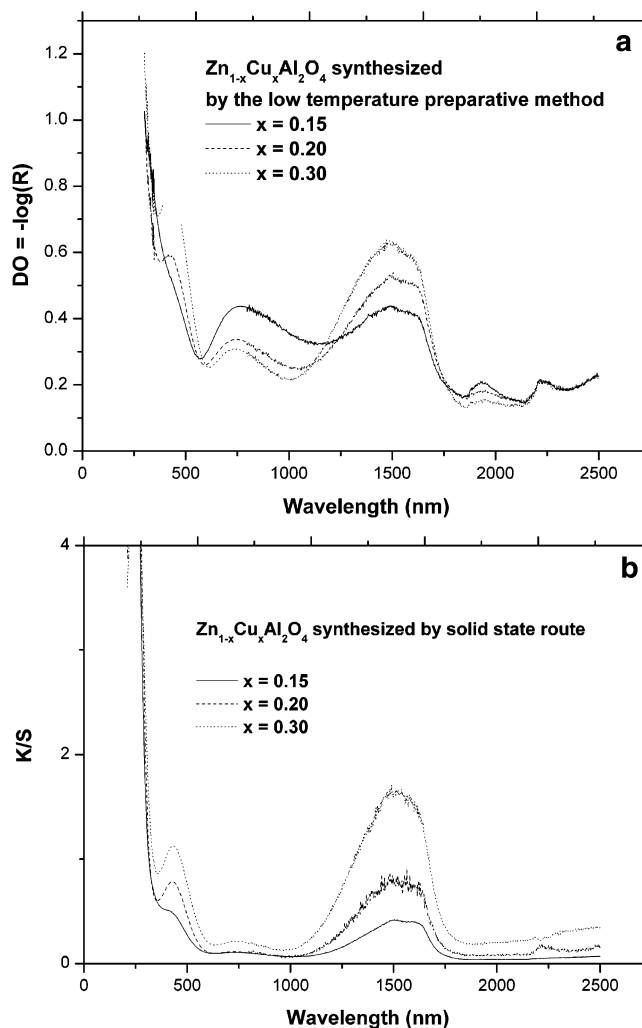 a
Zn1-xCuxAl2O4 synthesized
by the low temperature preparative method
x = 0.15
x = 0.20
x = 0.30
DO = -log(R)
1.2
1.0
0.8
0.6
0.4
0.2
0.0
0 500 1000 1500 2000 2500
Wavelength (nm)
b
Zn1-xCuxAl2O4 synthesized by solid state route
x = 0.15
x = 0.20
x = 0.30
K/S
4
2
0
0 500 1000 1500 2000 2500
Wavelength (nm)